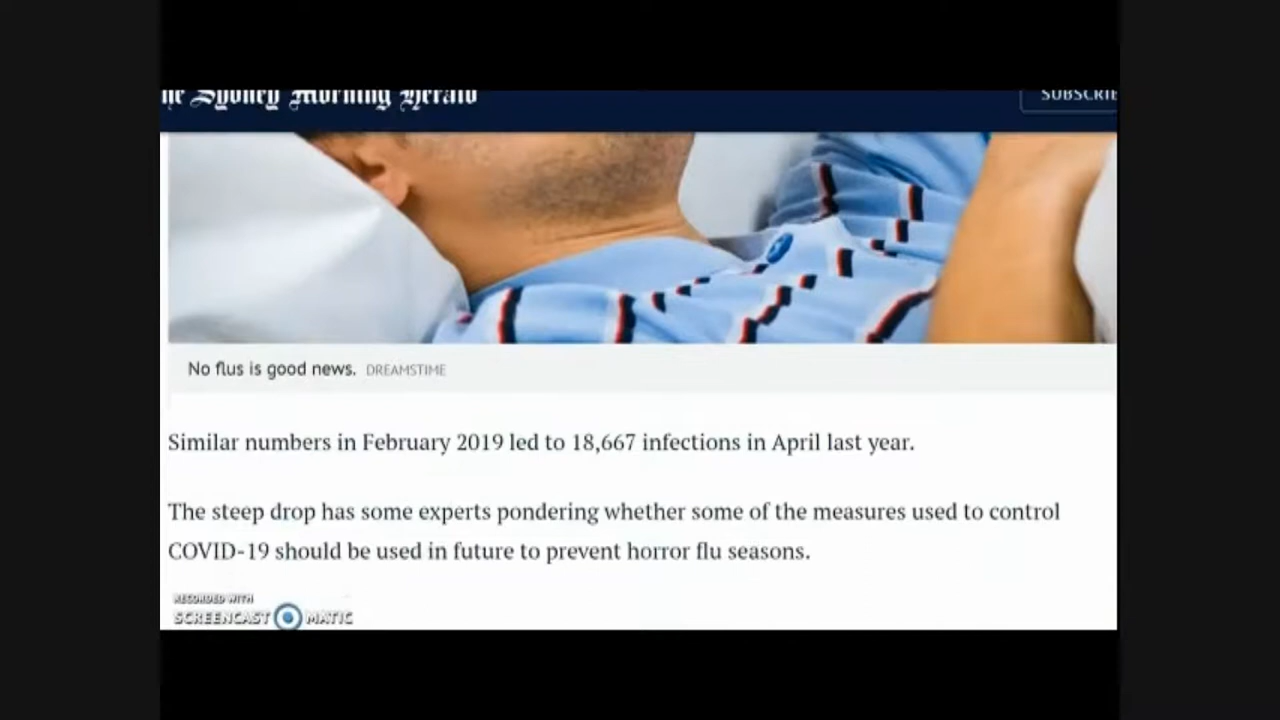 The Sydney Morning Herald
SUBSCRIBE
No flus is good news. DREAMSTIME
Similar numbers in February 2019 led to 18,667 infections in April last year.
The steep drop has some experts pondering whether some of the measures used to control
COVID-19 should be used in future to prevent horror flu seasons.
RECORDED WITH
SCREENCAST MATIC